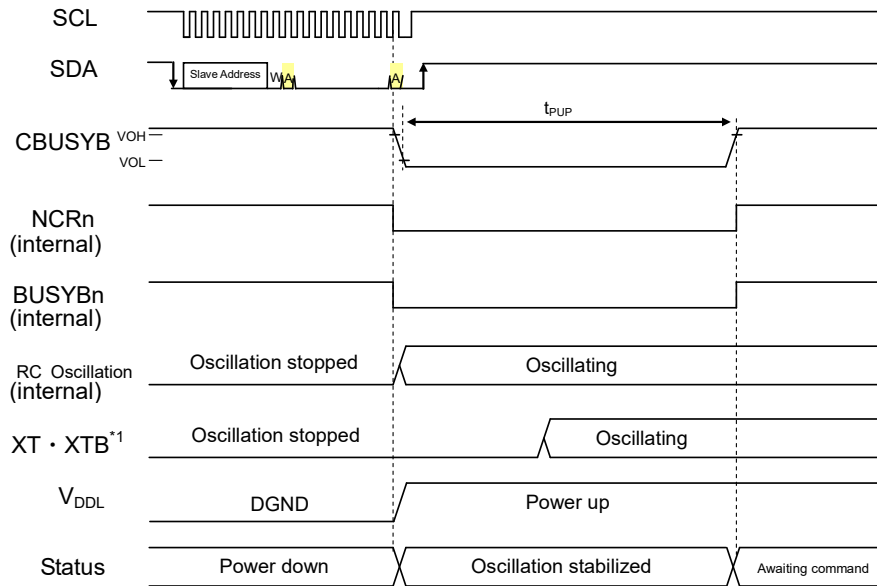 SCL
SDA
Slave Address
W
A
A
tPUP
CBUSYB
VOH
VOL
NCRn
(internal)
BUSYBn
(internal)
RC Oscillation
(internal)
Oscillation stopped
Oscillating
XT・XTB*1
Oscillation stopped
Oscillating
VDDL
DGND
Power up
Status
Power down
Oscillation stabilized
Awaiting command